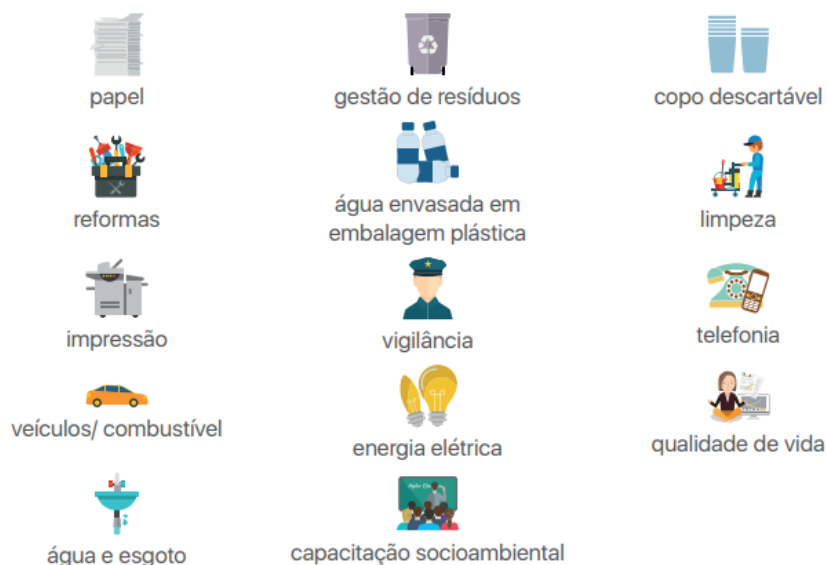 papel
gestão de resíduos
copo descartável
reformas
água envasada em
embalagem plástica
limpeza
impressão
vigilância
telefonia
veículos/ combustível
energia elétrica
qualidade de vida
água e esgoto
capacitação socioambiental